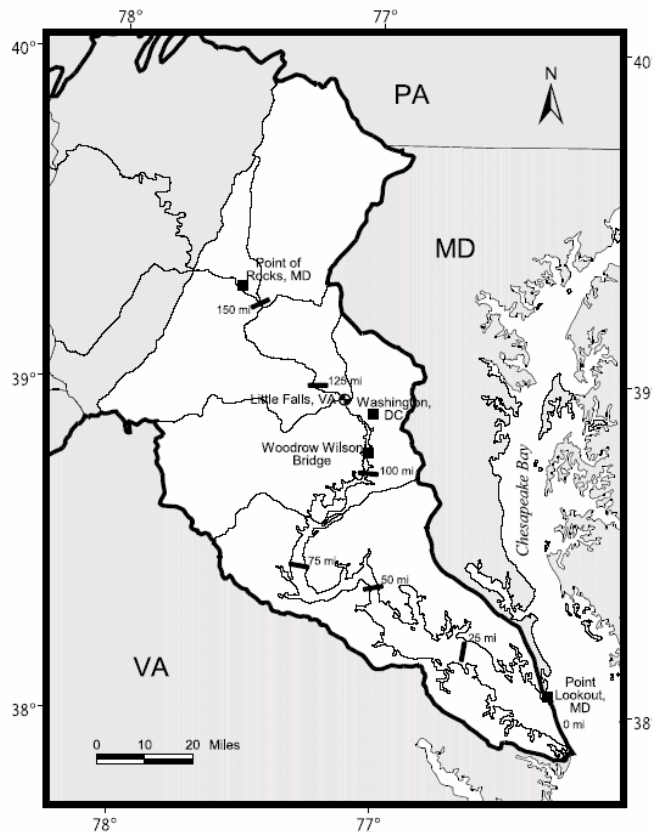 78°
77°
40°
40°
N
PA
MD
Point of
Rocks, MD
150 mi
39°
39°
125 mi
Little Falls, VA
Washington,
DC
Woodrow Wilson
Bridge
100 mi
Chesapeake Bay
75 mi
50 mi
25 mi
VA
Point
Lookout,
MD
0 mi
38°
38°
0 10 20 Miles
78°
77°